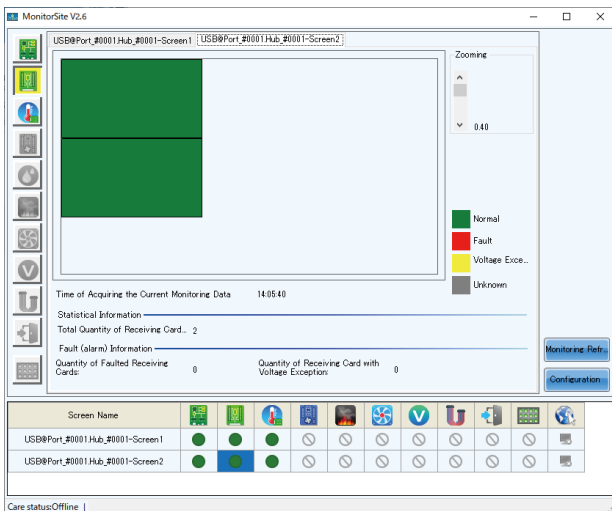 MonitorSite V2.6
USB@Port_#0001.Hub_#0001-Screen1
USB@Port_#0001.Hub_#0001-Screen2
Zooming
0.40
Normal
Fault
Voltage Exce...
Unknown
Time of Acquiring the Current Monitoring Data 14:05:40
Statistical Information
Total Quantity of Receiving Card... 2
Fault (alarm) Information
Quantity of Faulted Receiving Cards: 0
Quantity of Receiving Card with Voltage Exception: 0
Monitoring Refr...
Configuration
Screen Name
USB@Port_#0001.Hub_#0001-Screen1
USB@Port_#0001.Hub_#0001-Screen2
Care status:Offline